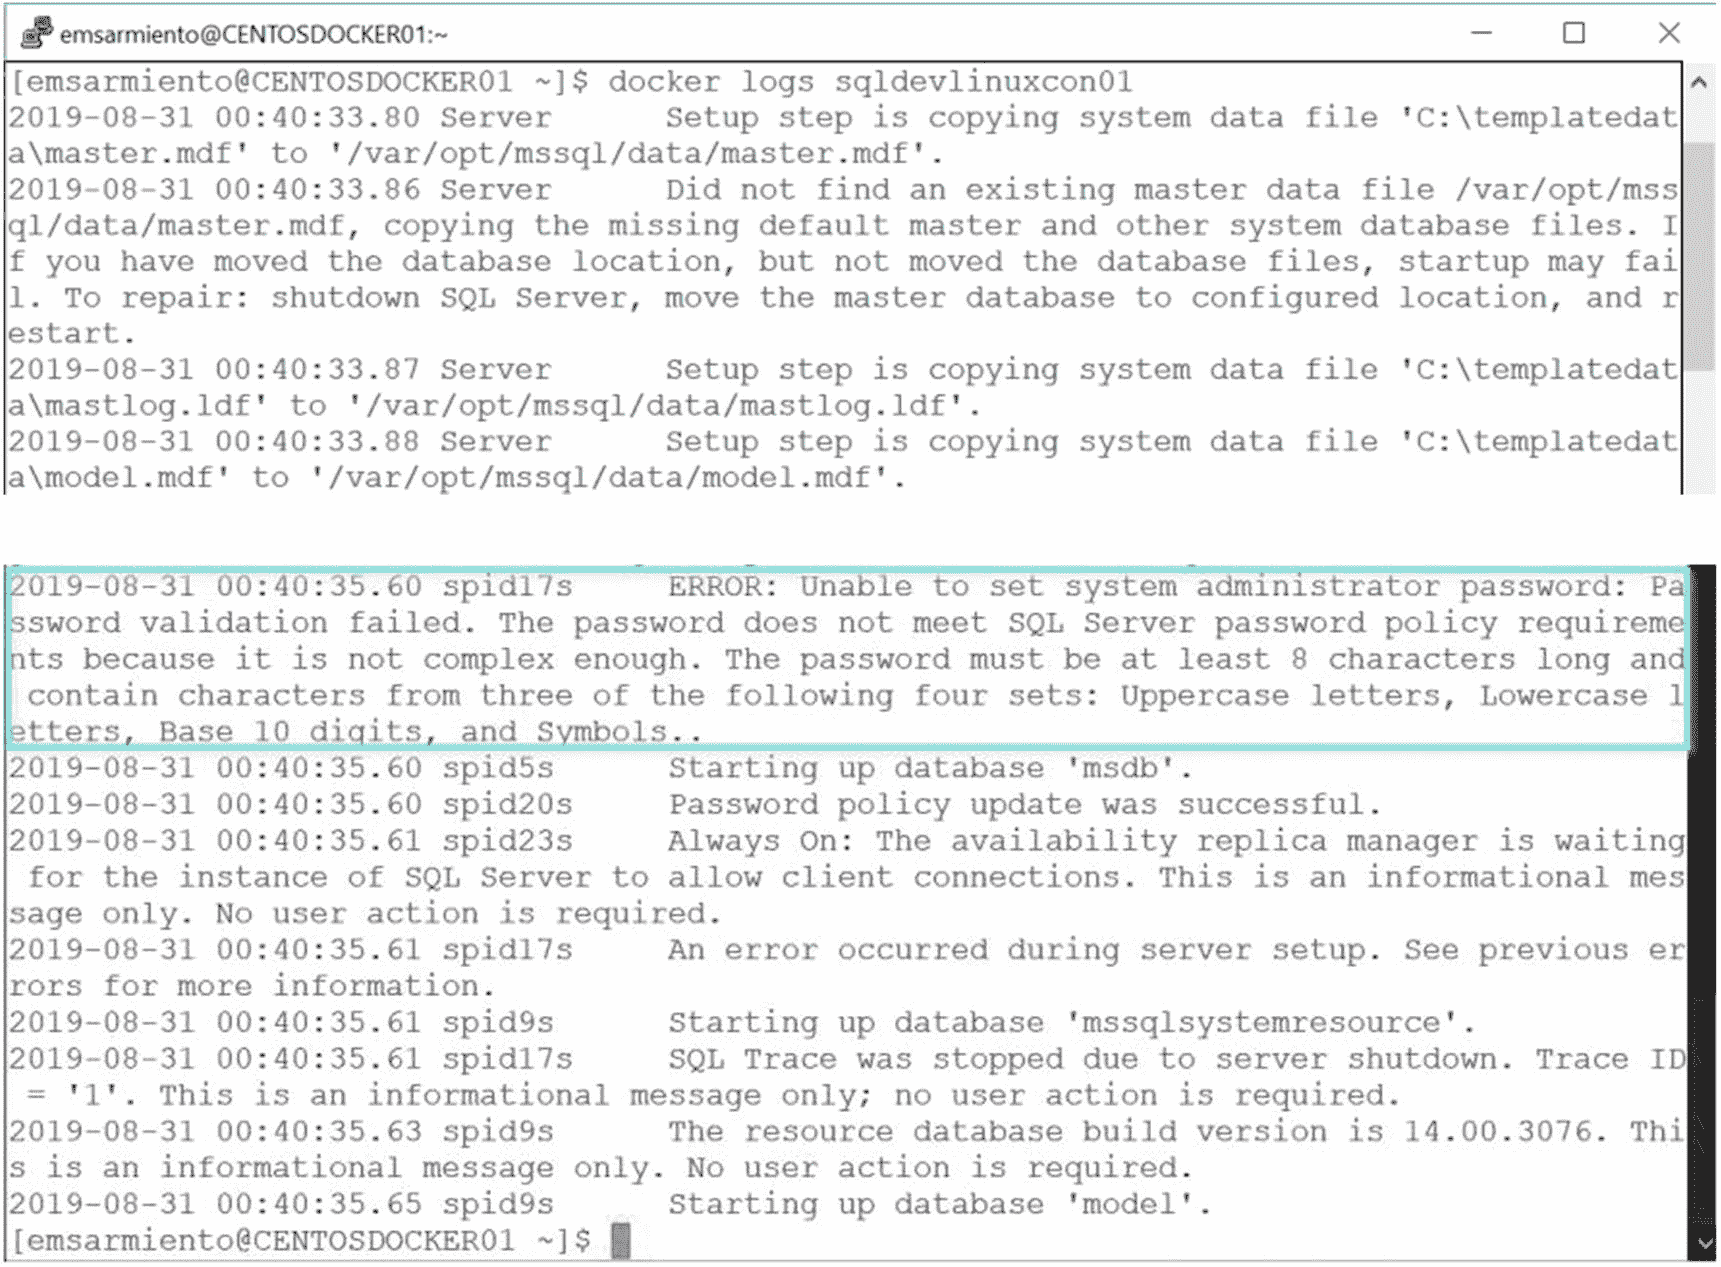 emsarmiento@CENTOSDOCKER01:~
[emsarmiento@CENTOSDOCKER01 ~]$ docker logs sqldevlinuxcon01
2019-08-31 00:40:33.80 Server      Setup step is copying system data file 'C:\templatedat
a\master.mdf' to '/var/opt/mssql/data/master.mdf'.
2019-08-31 00:40:33.86 Server      Did not find an existing master data file /var/opt/mss
ql/data/master.mdf, copying the missing default master and other system database files. I
f you have moved the database location, but not moved the database files, startup may fai
l. To repair: shutdown SQL Server, move the master database to configured location, and r
estart.
2019-08-31 00:40:33.87 Server      Setup step is copying system data file 'C:\templatedat
a\mastlog.ldf' to '/var/opt/mssql/data/mastlog.ldf'.
2019-08-31 00:40:33.88 Server      Setup step is copying system data file 'C:\templatedat
a\model.mdf' to '/var/opt/mssql/data/model.mdf'.
2019-08-31 00:40:35.60 spid17s     ERROR: Unable to set system administrator password: Pa
ssword validation failed. The password does not meet SQL Server password policy requireme
nts because it is not complex enough. The password must be at least 8 characters long and
 contain characters from three of the following four sets: Uppercase letters, Lowercase l
etters, Base 10 digits, and Symbols..
2019-08-31 00:40:35.60 spid5s      Starting up database 'msdb'.
2019-08-31 00:40:35.60 spid20s     Password policy update was successful.
2019-08-31 00:40:35.61 spid23s     Always On: The availability replica manager is waiting
 for the instance of SQL Server to allow client connections. This is an informational mes
sage only. No user action is required.
2019-08-31 00:40:35.61 spid17s     An error occurred during server setup. See previous er
rors for more information.
2019-08-31 00:40:35.61 spid9s      Starting up database 'mssqlsystemresource'.
2019-08-31 00:40:35.61 spid17s     SQL Trace was stopped due to server shutdown. Trace ID
 = '1'. This is an informational message only; no user action is required.
2019-08-31 00:40:35.63 spid9s      The resource database build version is 14.00.3076. Thi
s is an informational message only. No user action is required.
2019-08-31 00:40:35.65 spid9s      Starting up database 'model'.
[emsarmiento@CENTOSDOCKER01 ~]$